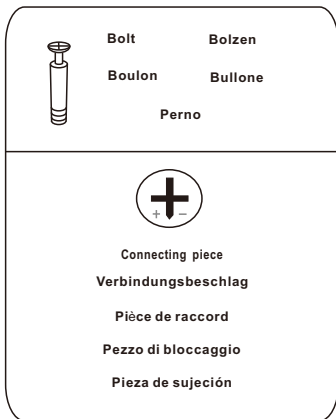 Bolt Bolzen
Boulon Bullone
Perno
+ −
Connecting piece
Verbindungsbeschlag
Pièce de raccord
Pezzo di bloccaggio
Pieza de sujeción